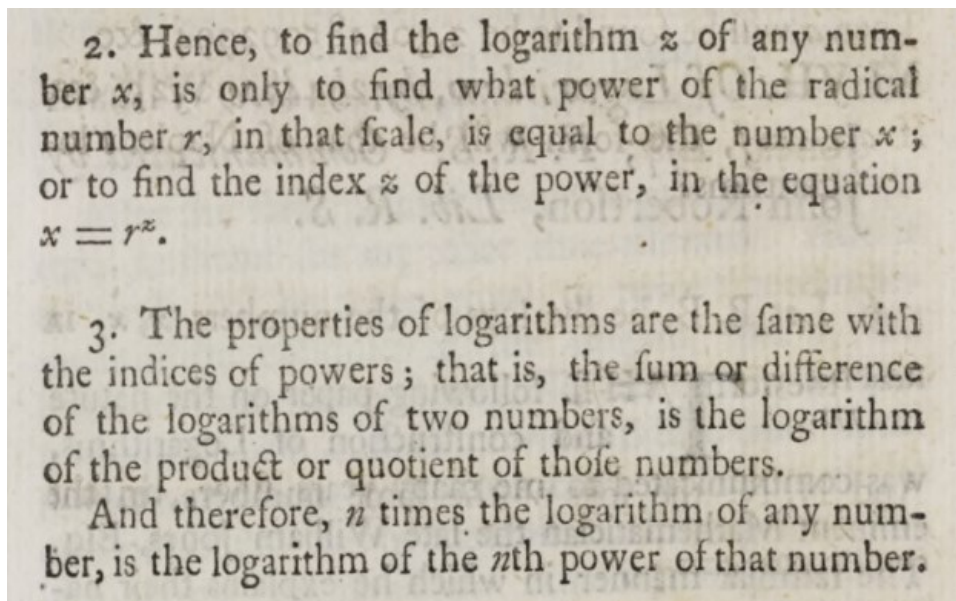 2. Hence, to find the logarithm z of any num-
ber x, is only to find what power of the radical
number r, in that ſcale, is equal to the number x ;
or to find the index z of the power, in the equation
x = rᶻ.
3. The properties of logarithms are the ſame with
the indices of powers ; that is, the ſum or difference
of the logarithms of two numbers, is the logarithm
of the product or quotient of thoſe numbers.
And therefore, n times the logarithm of any num-
ber, is the logarithm of the nth power of that number.